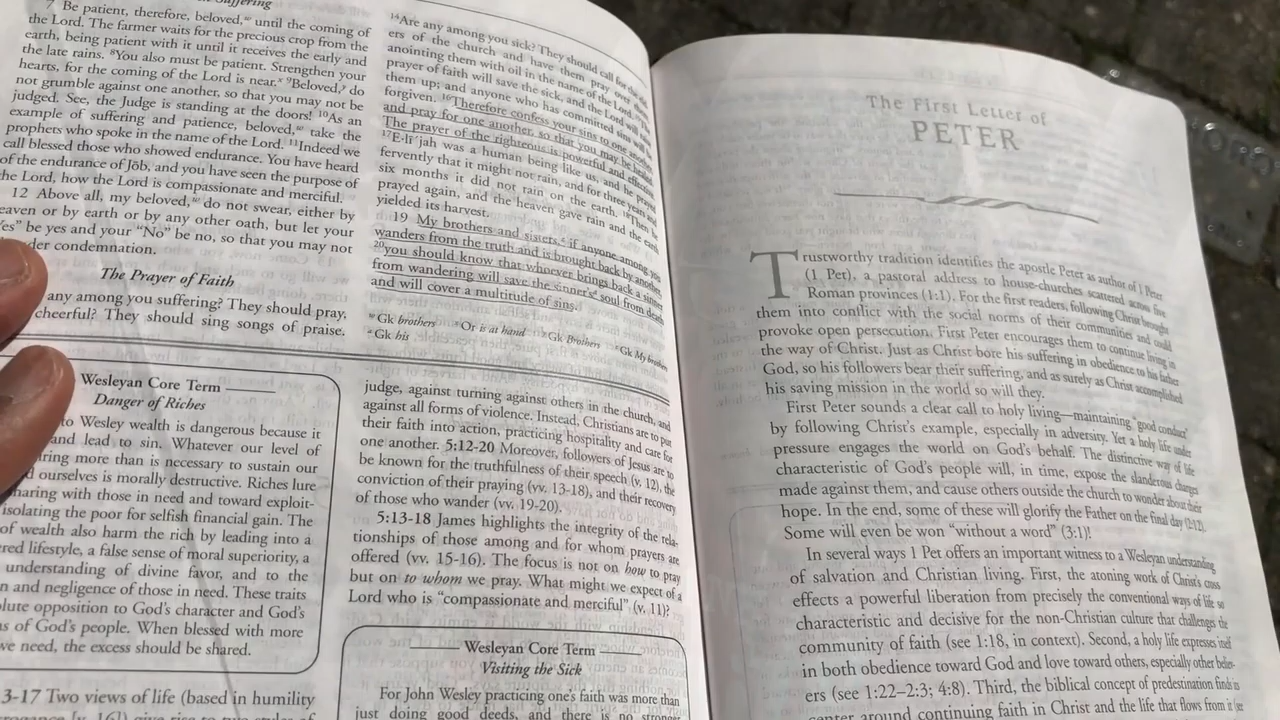 Suffering
7 Be patient, therefore, beloved,ʷ until the coming of
the Lord. The farmer waits for the precious crop from the
earth, being patient with it until it receives the early and
the late rains. ⁸You also must be patient. Strengthen your
hearts, for the coming of the Lord is near.ˣ ⁹Beloved,ʸ do
not grumble against one another, so that you may not be
judged. See, the Judge is standing at the doors! ¹⁰As an
example of suffering and patience, beloved,ʷ take the
prophets who spoke in the name of the Lord. ¹¹Indeed we
call blessed those who showed endurance. You have heard
of the endurance of Jōb, and you have seen the purpose of
the Lord, how the Lord is compassionate and merciful.
12 Above all, my beloved,ʷ do not swear, either by
eaven or by earth or by any other oath, but let your
Yes" be yes and your "No" be no, so that you may not
der condemnation.
The Prayer of Faith
any among you suffering? They should pray.
cheerful? They should sing songs of praise.
¹⁴Are any among you sick? They should call for the
ers of the church and have them pray over
anointing them with oil in the name of the Lord.
prayer of faith will save the sick, and the Lord will
them up; and anyone who has committed sins will
forgiven. ¹⁶Therefore confess your sins to one another,
and pray for one another, so that you may be healed.
The prayer of the righteous is powerful and effective.
¹⁷E·lī′jah was a human being like us, and he prayed
fervently that it might not rain, and for three years and
six months it did not rain on the earth. ¹⁸Then he
prayed again, and the heaven gave rain and the earth
yielded its harvest.
19 My brothers and sisters,ᶻ if anyone among you
wanders from the truth and is brought back by another,
²⁰you should know that whoever brings back a sinner
from wandering will save the sinner'sᵃ soul from death
and will cover a multitude of sins.
ʷ Gk brothers ˣ Or is at hand ʸ Gk Brothers ᶻ Gk My brothers
ᵃ Gk his
Wesleyan Core Term
Danger of Riches
to Wesley wealth is dangerous because it
and lead to sin. Whatever our level of
ring more than is necessary to sustain our
d ourselves is morally destructive. Riches lure
haring with those in need and toward exploit-
isolating the poor for selfish financial gain. The
of wealth also harm the rich by leading into a
red lifestyle, a false sense of moral superiority, a
understanding of divine favor, and to the
n and negligence of those in need. These traits
olute opposition to God's character and God's
s of God's people. When blessed with more
we need, the excess should be shared.
3-17 Two views of life (based in humility
judge, against turning against others in the church, and
against all forms of violence. Instead, Christians are to put
their faith into action, practicing hospitality and care for
one another. 5:12-20 Moreover, followers of Jesus are to
be known for the truthfulness of their speech (v. 12), the
conviction of their praying (vv. 13-18), and their recovery
of those who wander (vv. 19-20).
5:13-18 James highlights the integrity of the rela-
tionships of those among and for whom prayers are
offered (vv. 15-16). The focus is not on how to pray
but on to whom we pray. What might we expect of a
Lord who is "compassionate and merciful" (v. 11)?
Wesleyan Core Term
Visiting the Sick
For John Wesley practicing one's faith was more than
just doing good deeds, and there is no stronger
The First Letter of
PETER
Trustworthy tradition identifies the apostle Peter as author of 1 Peter
(1 Pet), a pastoral address to house-churches scattered across five
Roman provinces (1:1). For the first readers, following Christ brought
them into conflict with the social norms of their communities and could
provoke open persecution. First Peter encourages them to continue living in
the way of Christ. Just as Christ bore his suffering in obedience to his father
God, so his followers bear their suffering, and as surely as Christ accomplished
his saving mission in the world so will they.
First Peter sounds a clear call to holy living—maintaining "good conduct"
by following Christ's example, especially in adversity. Yet a holy life under
pressure engages the world on God's behalf. The distinctive way of life
characteristic of God's people will, in time, expose the slanderous charges
made against them, and cause others outside the church to wonder about their
hope. In the end, some of these will glorify the Father on the final day (2:12).
Some will even be won "without a word" (3:1)!
In several ways 1 Pet offers an important witness to a Wesleyan understanding
of salvation and Christian living. First, the atoning work of Christ's cross
effects a powerful liberation from precisely the conventional ways of life so
characteristic and decisive for the non-Christian culture that challenges the
community of faith (see 1:18, in context). Second, a holy life expresses itself
in both obedience toward God and love toward others, especially other believ-
ers (see 1:22–2:3; 4:8). Third, the biblical concept of predestination finds its
center around continuing faith in Christ and the life that flows from it